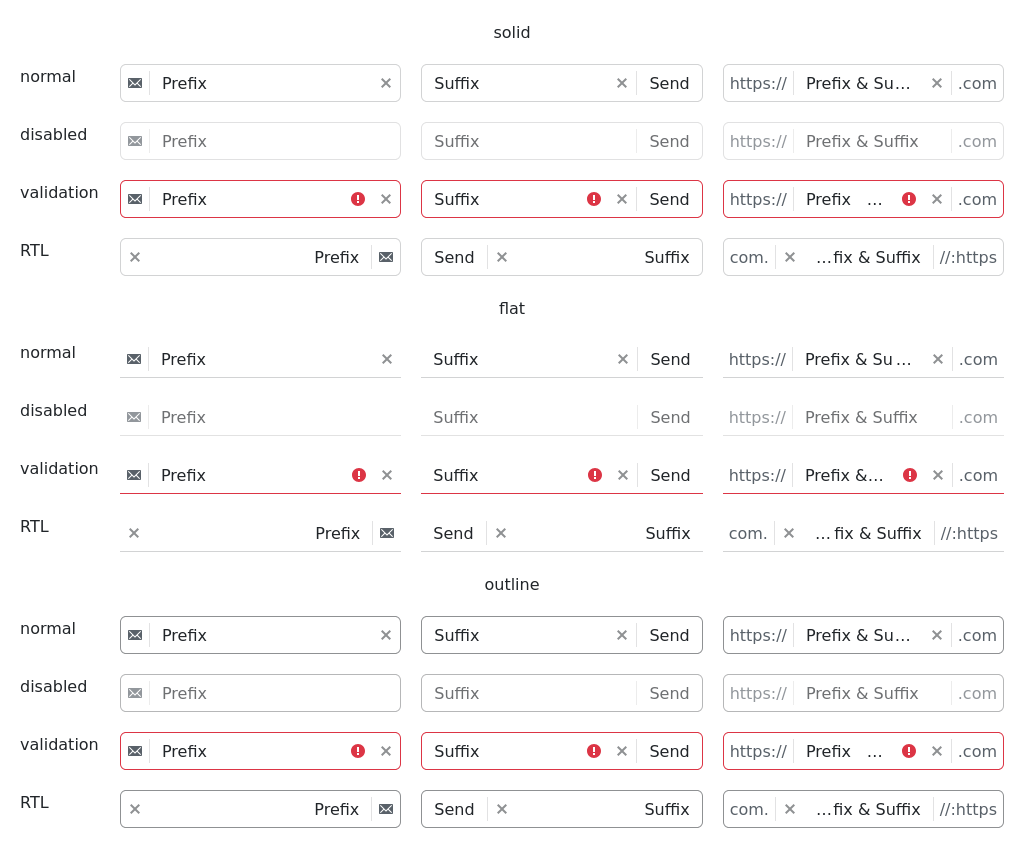 solid
normal Prefix Suffix Send https:// Prefix & Su... .com
disabled Prefix Suffix Send https:// Prefix & Suffix .com
validation Prefix Suffix Send https:// Prefix ... .com
RTL Prefix Send Suffix com. ...fix & Suffix //:https
flat
normal Prefix Suffix Send https:// Prefix & Su... .com
disabled Prefix Suffix Send https:// Prefix & Suffix .com
validation Prefix Suffix Send https:// Prefix &... .com
RTL Prefix Send Suffix com. ...fix & Suffix //:https
outline
normal Prefix Suffix Send https:// Prefix & Su... .com
disabled Prefix Suffix Send https:// Prefix & Suffix .com
validation Prefix Suffix Send https:// Prefix ... .com
RTL Prefix Send Suffix com. ...fix & Suffix //:https